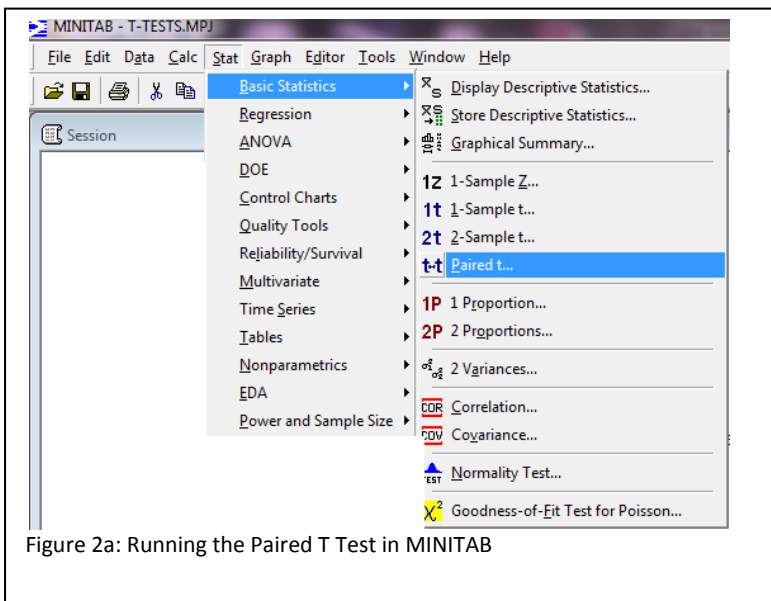 MINITAB - T-TESTS.MPJ
File Edit Data Calc Stat Graph Editor Tools Window Help
Session
Basic Statistics
Regression
ANOVA
DOE
Control Charts
Quality Tools
Reliability/Survival
Multivariate
Time Series
Tables
Nonparametrics
EDA
Power and Sample Size
Display Descriptive Statistics...
Store Descriptive Statistics...
Graphical Summary...
1Z 1-Sample Z...
1t 1-Sample t...
2t 2-Sample t...
t-t Paired t...
1P 1 Proportion...
2P 2 Proportions...
2 Variances...
COR Correlation...
COV Covariance...
TEST Normality Test...
χ² Goodness-of-Fit Test for Poisson...
Figure 2a: Running the Paired T Test in MINITAB